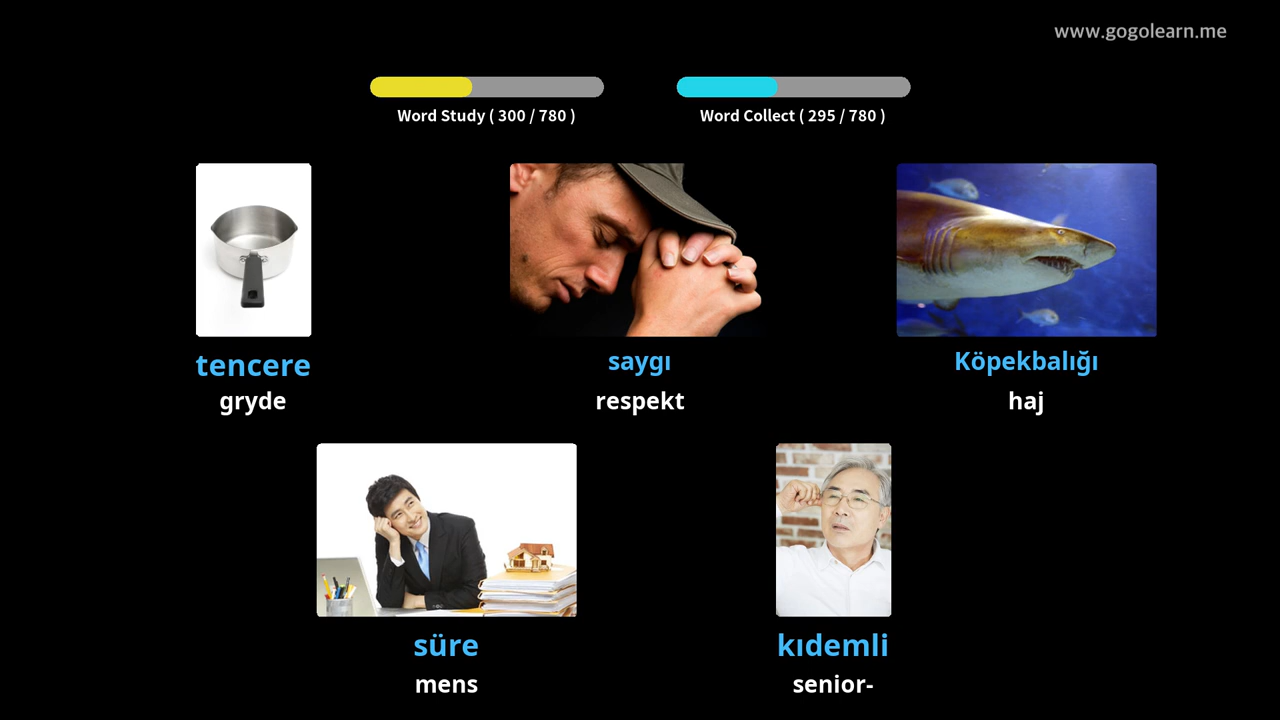 www.gogolearn.me
Word Study ( 300 / 780 )
Word Collect ( 295 / 780 )
tencere
gryde
saygı
respekt
Köpekbalığı
haj
süre
mens
kıdemli
senior-